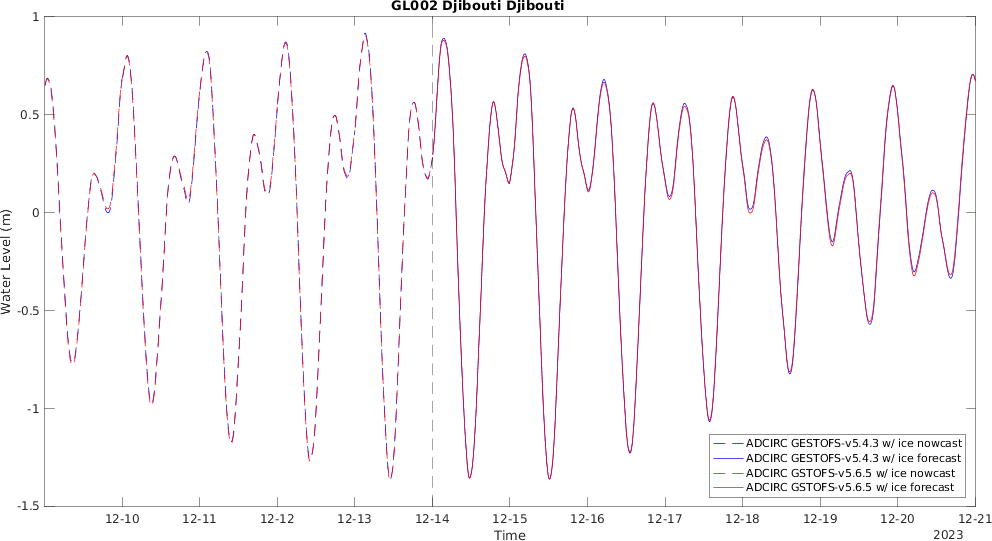 GL002 Djibouti Djibouti
1
0.5
0
-0.5
-1
-1.5
Water Level (m)
12-10
12-11
12-12
12-13
12-14
12-15
12-16
12-17
12-18
12-19
12-20
12-21
Time
2023
ADCIRC GESTOFS-v5.4.3 w/ ice nowcast
ADCIRC GESTOFS-v5.4.3 w/ ice forecast
ADCIRC GSTOFS-v5.6.5 w/ ice nowcast
ADCIRC GSTOFS-v5.6.5 w/ ice forecast